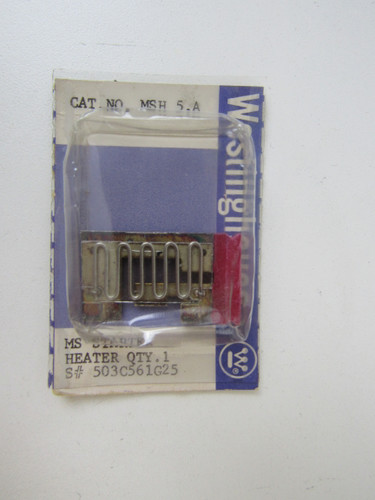 CAT.NO. MSH 5.A
Westinghouse
MS STARTER
HEATER QTY.1
S# 503C561G25